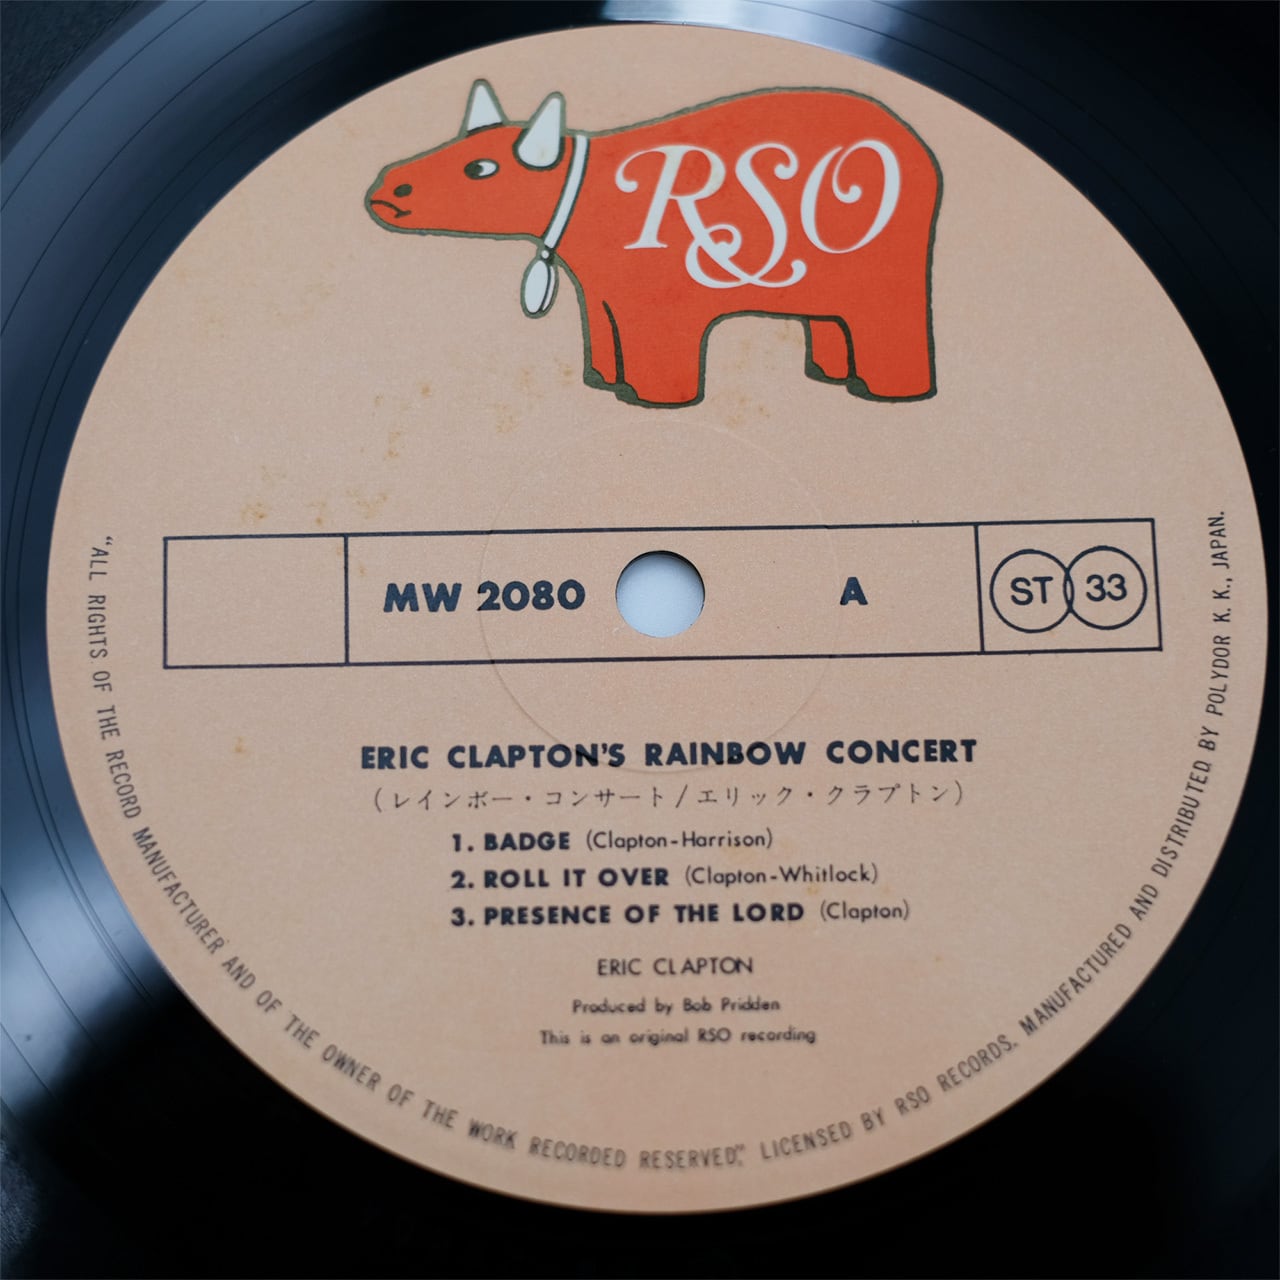 RSO
MW 2080
A
ST 33
ERIC CLAPTON'S RAINBOW CONCERT
(レインボー・コンサート/エリック・クラプトン)
1. BADGE (Clapton-Harrison)
2. ROLL IT OVER (Clapton-Whitlock)
3. PRESENCE OF THE LORD (Clapton)
ERIC CLAPTON
Produced by Bob Pridden
This is an original RSO recording
"ALL RIGHTS OF THE RECORD MANUFACTURER AND OF THE OWNER OF THE WORK RECORDED RESERVED". LICENSED BY RSO RECORDS. MANUFACTURED AND DISTRIBUTED BY POLYDOR K. K., JAPAN.